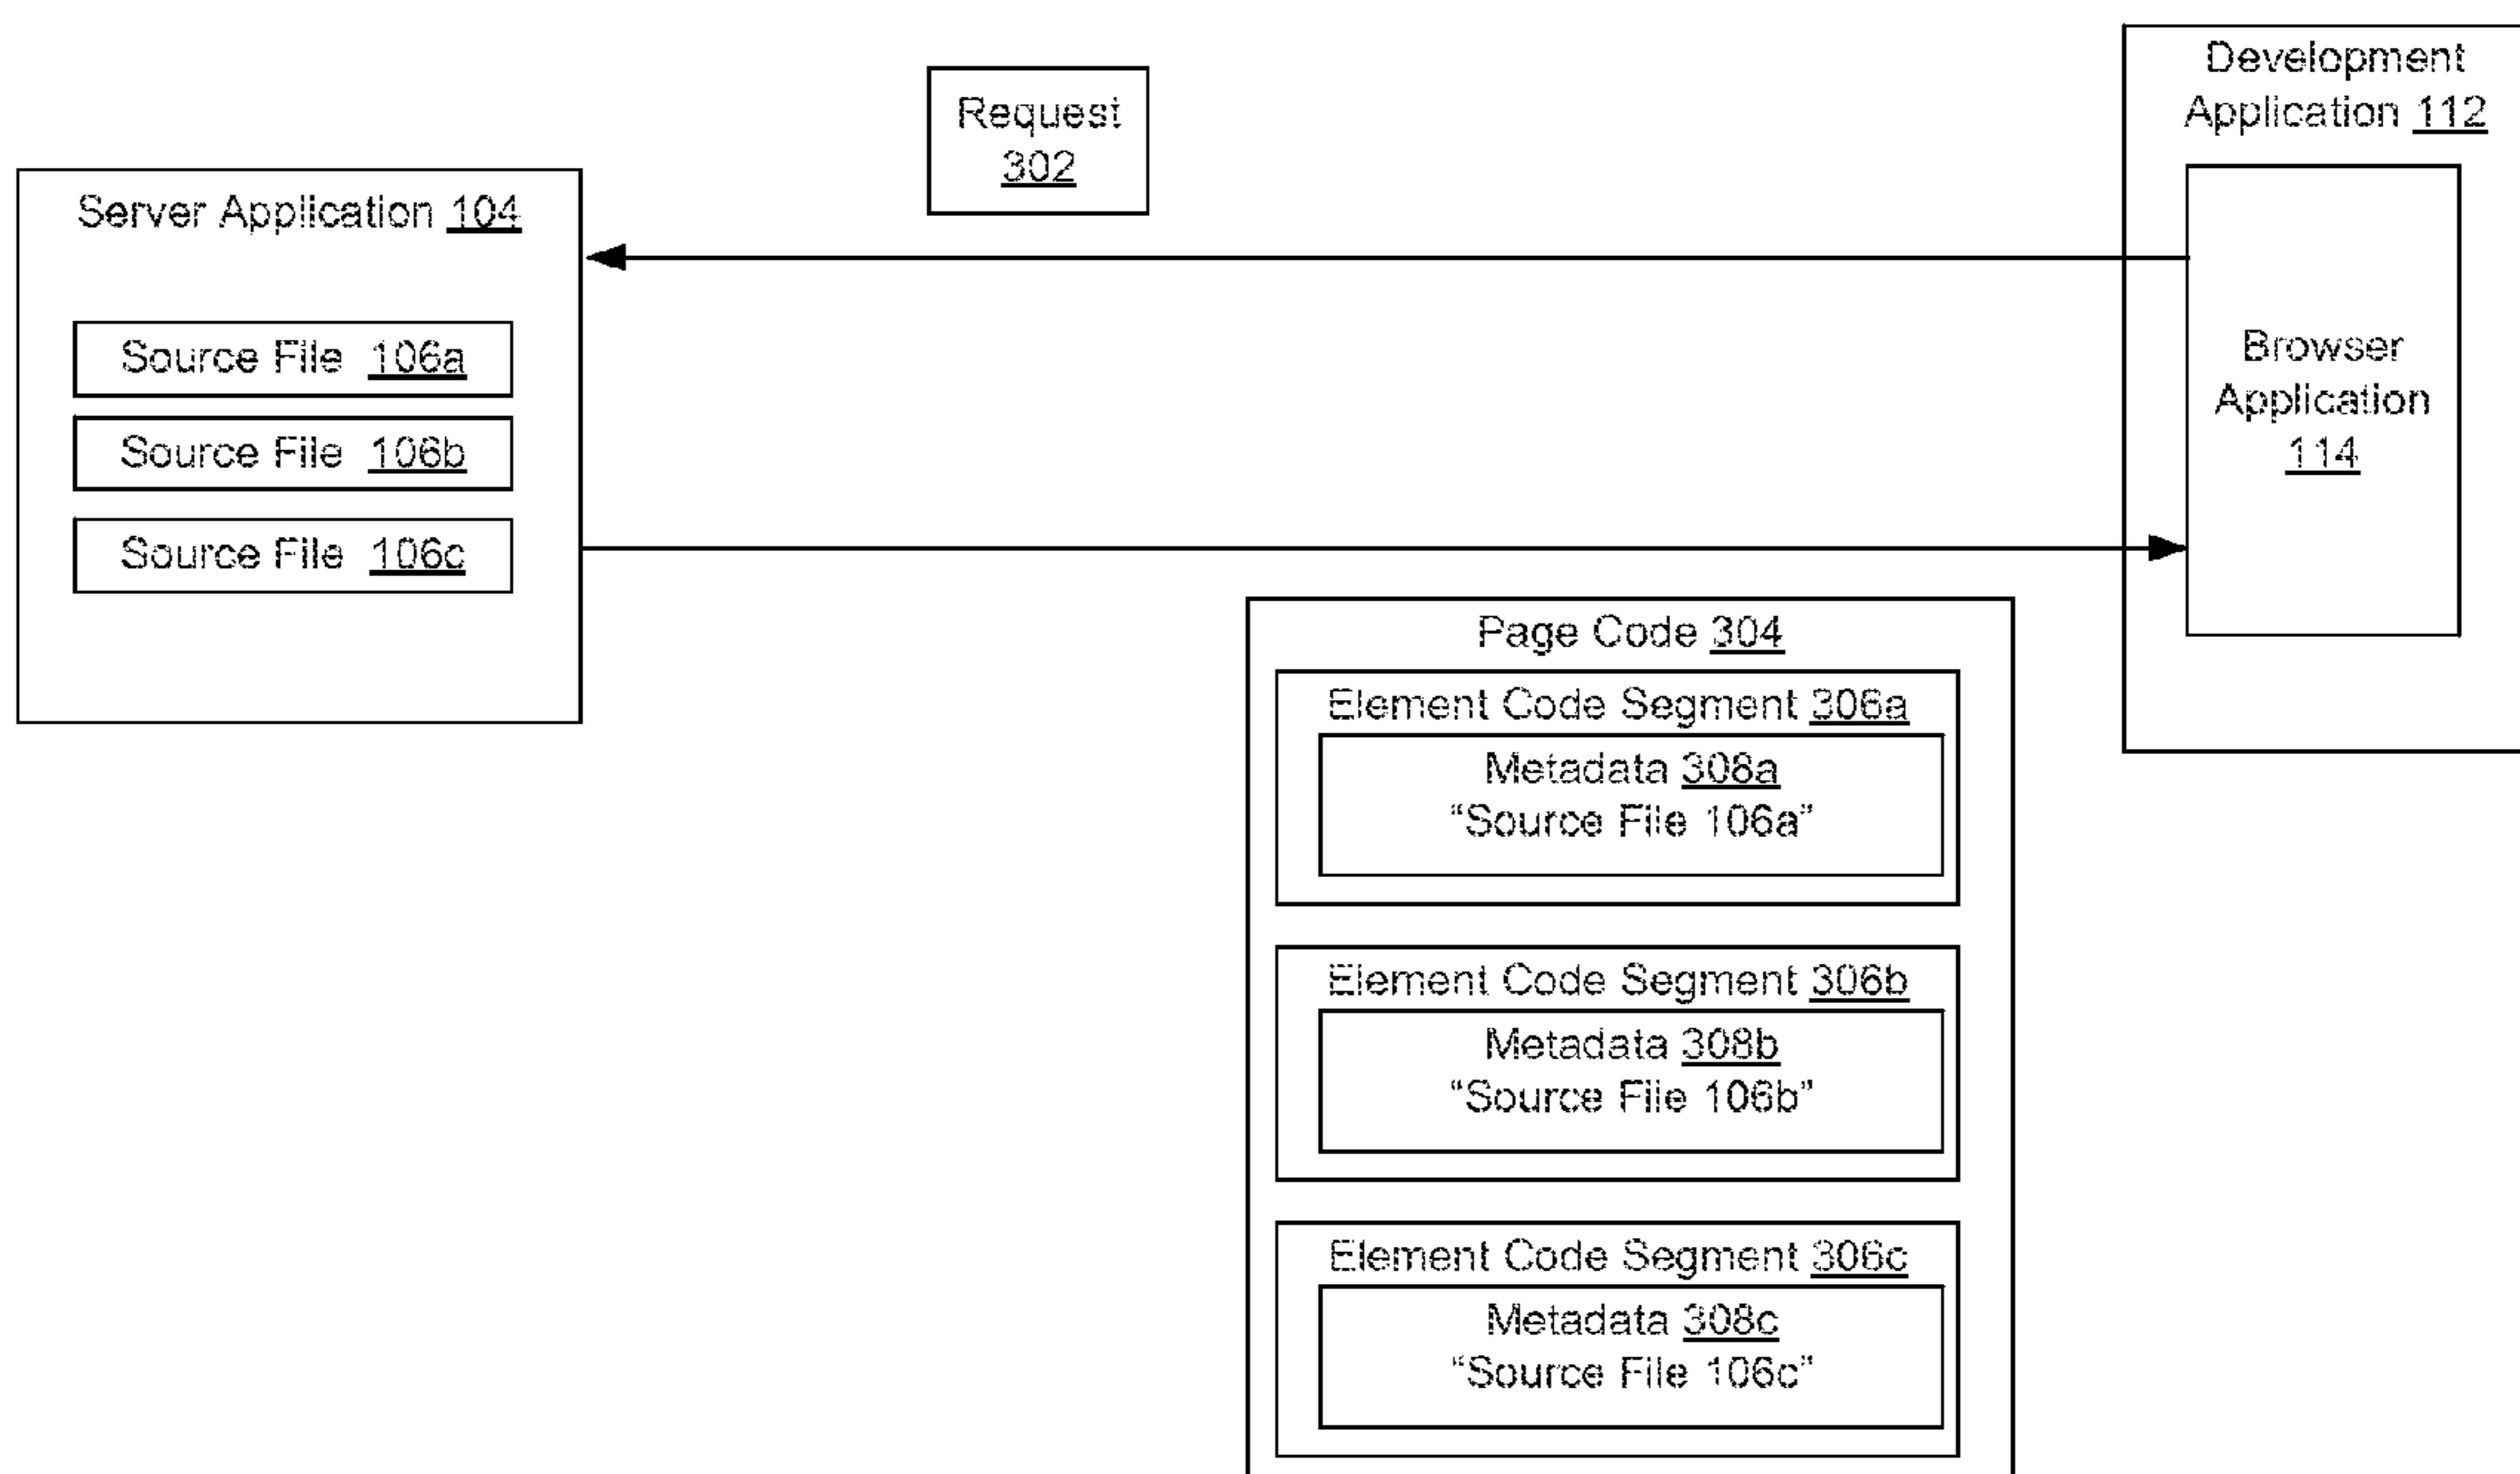 Request
302
Development
Application 112
Server Application 104
Source File 106a
Source File 106b
Source File 106c
Browser
Application
114
Page Code 304
Element Code Segment 306a
Metadata 308a
“Source File 106a”
Element Code Segment 306b
Metadata 308b
“Source File 106b”
Element Code Segment 306c
Metadata 308c
“Source File 106c”